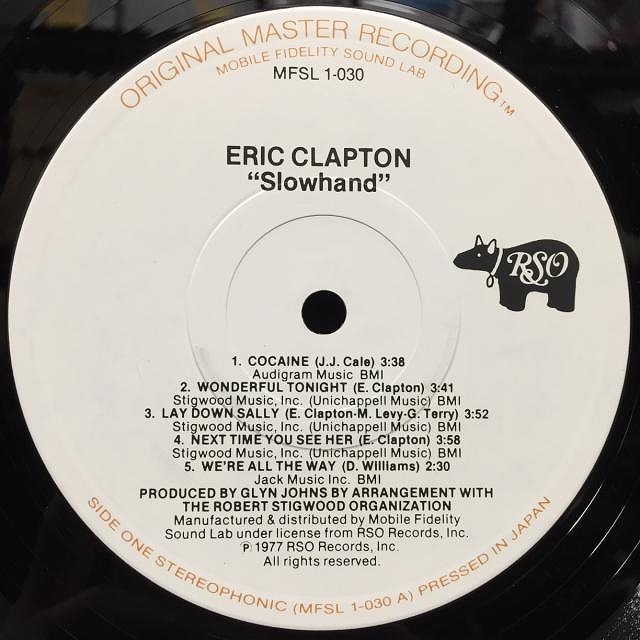 ORIGINAL MASTER RECORDING™
MOBILE FIDELITY SOUND LAB
MFSL 1-030
ERIC CLAPTON
“Slowhand”
RSO
1. COCAINE (J.J. Cale) 3:38
Audigram Music BMI
2. WONDERFUL TONIGHT (E. Clapton) 3:41
Stigwood Music, Inc. (Unichappell Music) BMI
3. LAY DOWN SALLY (E. Clapton-M. Levy-G. Terry) 3:52
Stigwood Music, Inc. (Unichappell Music) BMI
4. NEXT TIME YOU SEE HER (E. Clapton) 3:58
Stigwood Music, Inc. (Unichappell Music) BMI
5. WE'RE ALL THE WAY (D. Williams) 2:30
Jack Music Inc. BMI
PRODUCED BY GLYN JOHNS BY ARRANGEMENT WITH
THE ROBERT STIGWOOD ORGANIZATION
Manufactured & distributed by Mobile Fidelity
Sound Lab under license from RSO Records, Inc.
℗ 1977 RSO Records, Inc.
All rights reserved.
SIDE ONE STEREOPHONIC (MFSL 1-030 A) PRESSED IN JAPAN